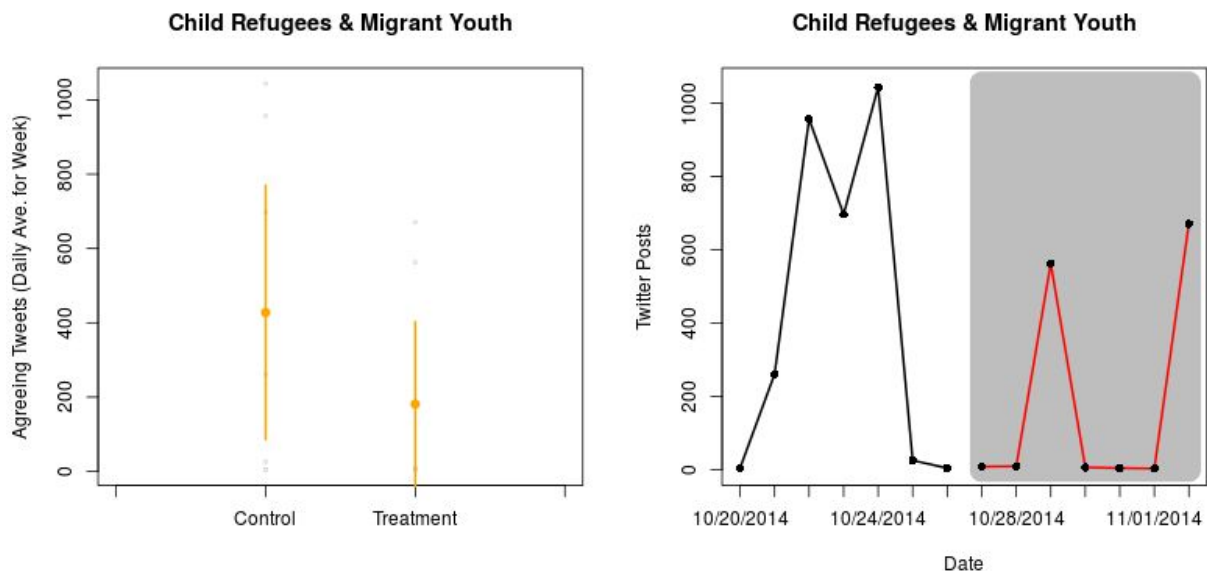 Child Refugees & Migrant Youth
Agreeing Tweets (Daily Ave. for Week)
1000
800
600
400
200
0
Control Treatment
Child Refugees & Migrant Youth
Twitter Posts
1000
800
600
400
200
0
10/20/2014 10/24/2014 10/28/2014 11/01/2014
Date